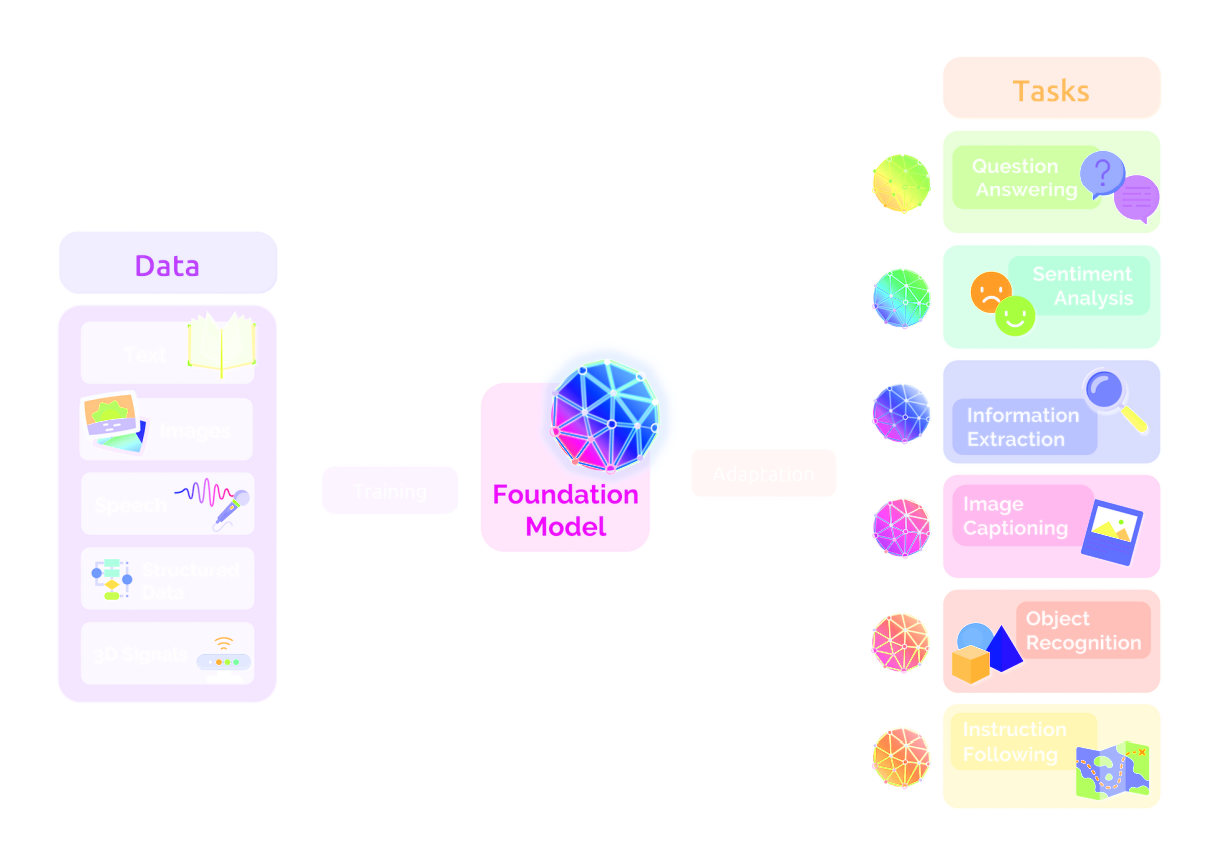 Tasks
Question
Answering
Data
Sentiment
Analysis
Text
Images
Information
Extraction
Training
Adaptation
Foundation
Model
Speech
Image
Captioning
Structured
Data
3D Signals
Object
Recognition
Instruction
Following
?